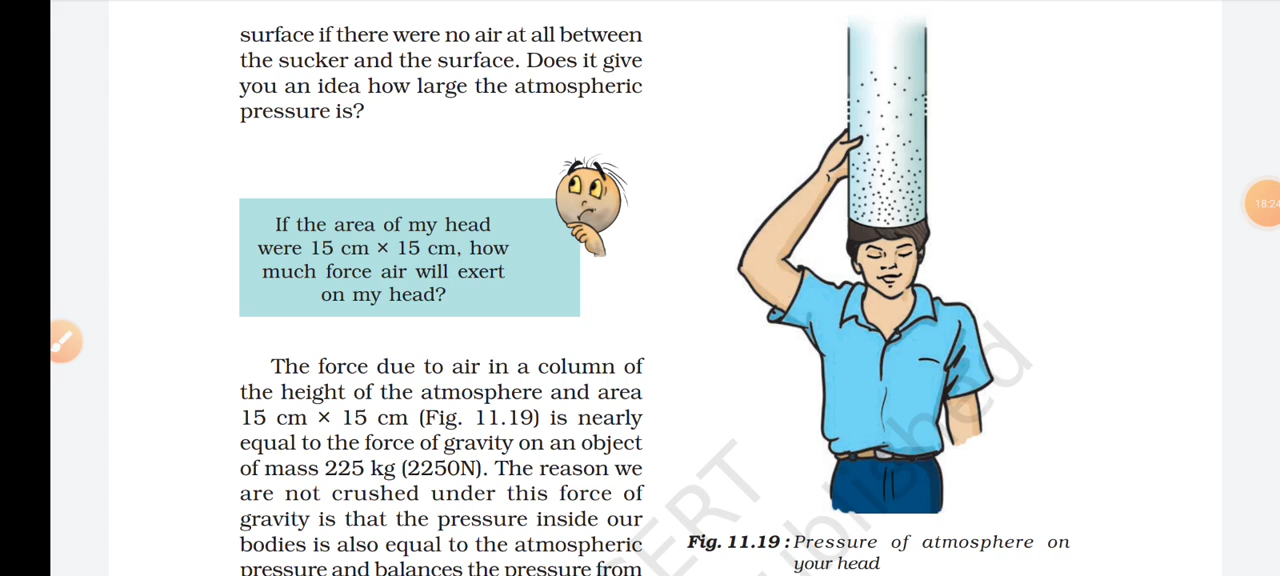 surface if there were no air at all between
the sucker and the surface. Does it give
you an idea how large the atmospheric
pressure is?
If the area of my head
were 15 cm × 15 cm, how
much force air will exert
on my head?
The force due to air in a column of
the height of the atmosphere and area
15 cm × 15 cm (Fig. 11.19) is nearly
equal to the force of gravity on an object
of mass 225 kg (2250N). The reason we
are not crushed under this force of
gravity is that the pressure inside our
bodies is also equal to the atmospheric
pressure and balances the pressure from
Fig. 11.19 : Pressure of atmosphere on
your head
18:24